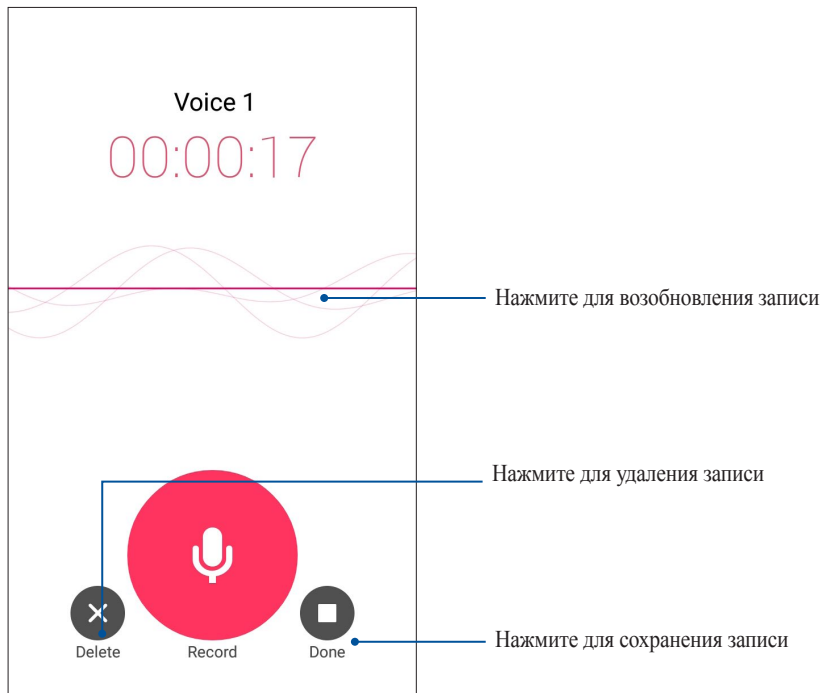 Voice 1
00:00:17
Нажмите для возобновления записи
Нажмите для удаления записи
Нажмите для сохранения записи
Delete
Record
Done